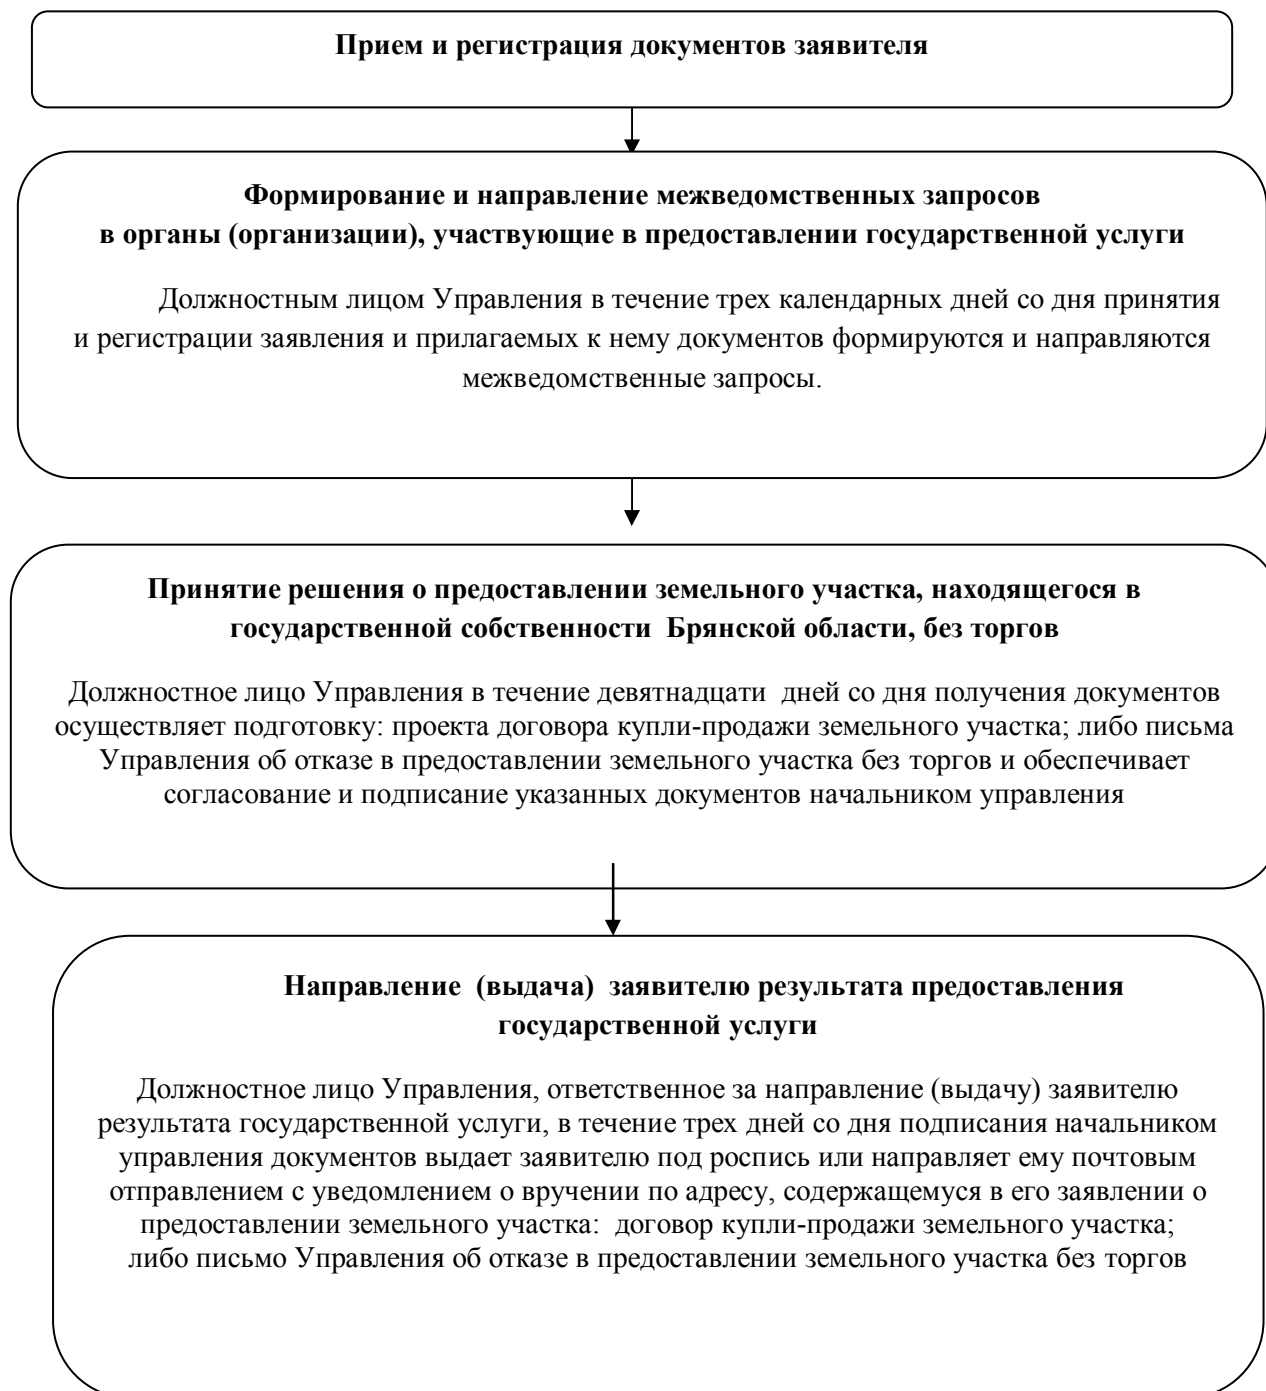 Прием и регистрация документов заявителя
Формирование и направление межведомственных запросов
в органы (организации), участвующие в предоставлении государственной услуги
Должностным лицом Управления в течение трех календарных дней со дня принятия
и регистрации заявления и прилагаемых к нему документов формируются и направляются
межведомственные запросы.
Принятие решения о предоставлении земельного участка, находящегося в
государственной собственности Брянской области, без торгов
Должностное лицо Управления в течение девятнадцати дней со дня получения документов
осуществляет подготовку: проекта договора купли-продажи земельного участка; либо письма
Управления об отказе в предоставлении земельного участка без торгов и обеспечивает
согласование и подписание указанных документов начальником управления
Направление (выдача) заявителю результата предоставления
государственной услуги
Должностное лицо Управления, ответственное за направление (выдачу) заявителю
результата государственной услуги, в течение трех дней со дня подписания начальником
управления документов выдает заявителю под роспись или направляет ему почтовым
отправлением с уведомлением о вручении по адресу, содержащемуся в его заявлении о
предоставлении земельного участка: договор купли-продажи земельного участка;
либо письмо Управления об отказе в предоставлении земельного участка без торгов